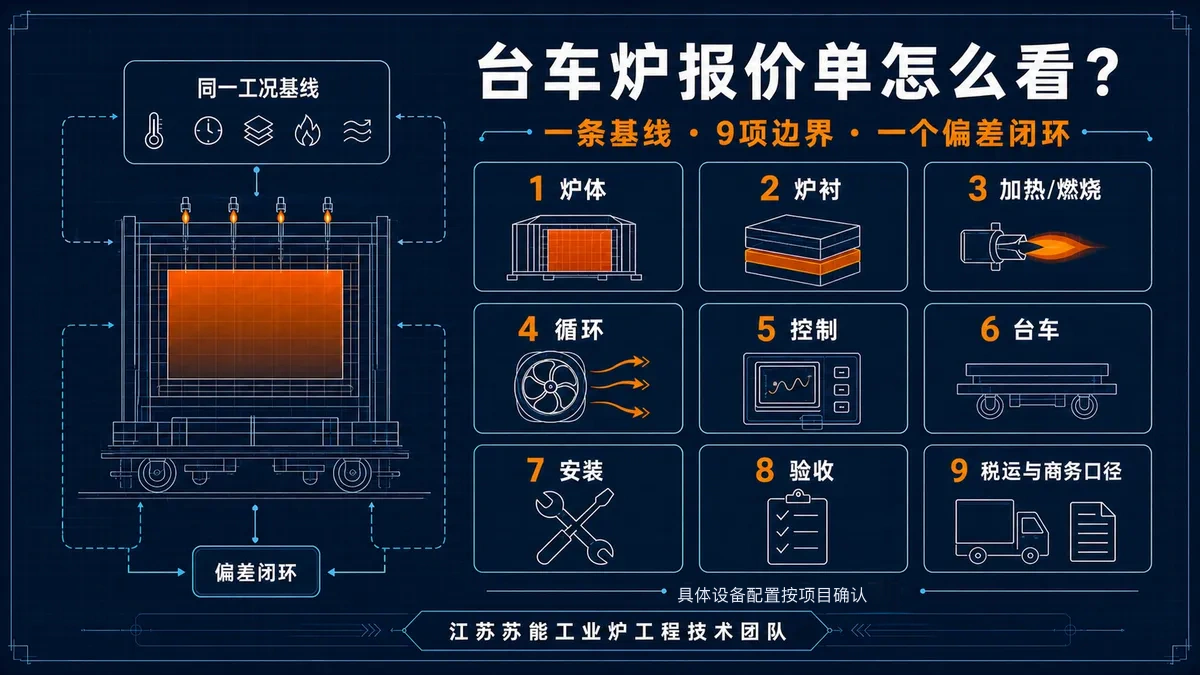 台车炉报价单怎么看?
一条基线·9项边界·一个偏差闭环
同一工况基线
偏差闭环
1 炉体
2 炉衬
3 加热/燃烧
4 循环
5 控制
6 台车
7 安装
8 验收
9 税运与商务口径
具体设备配置按项目确认
江苏苏能工业炉工程技术团队